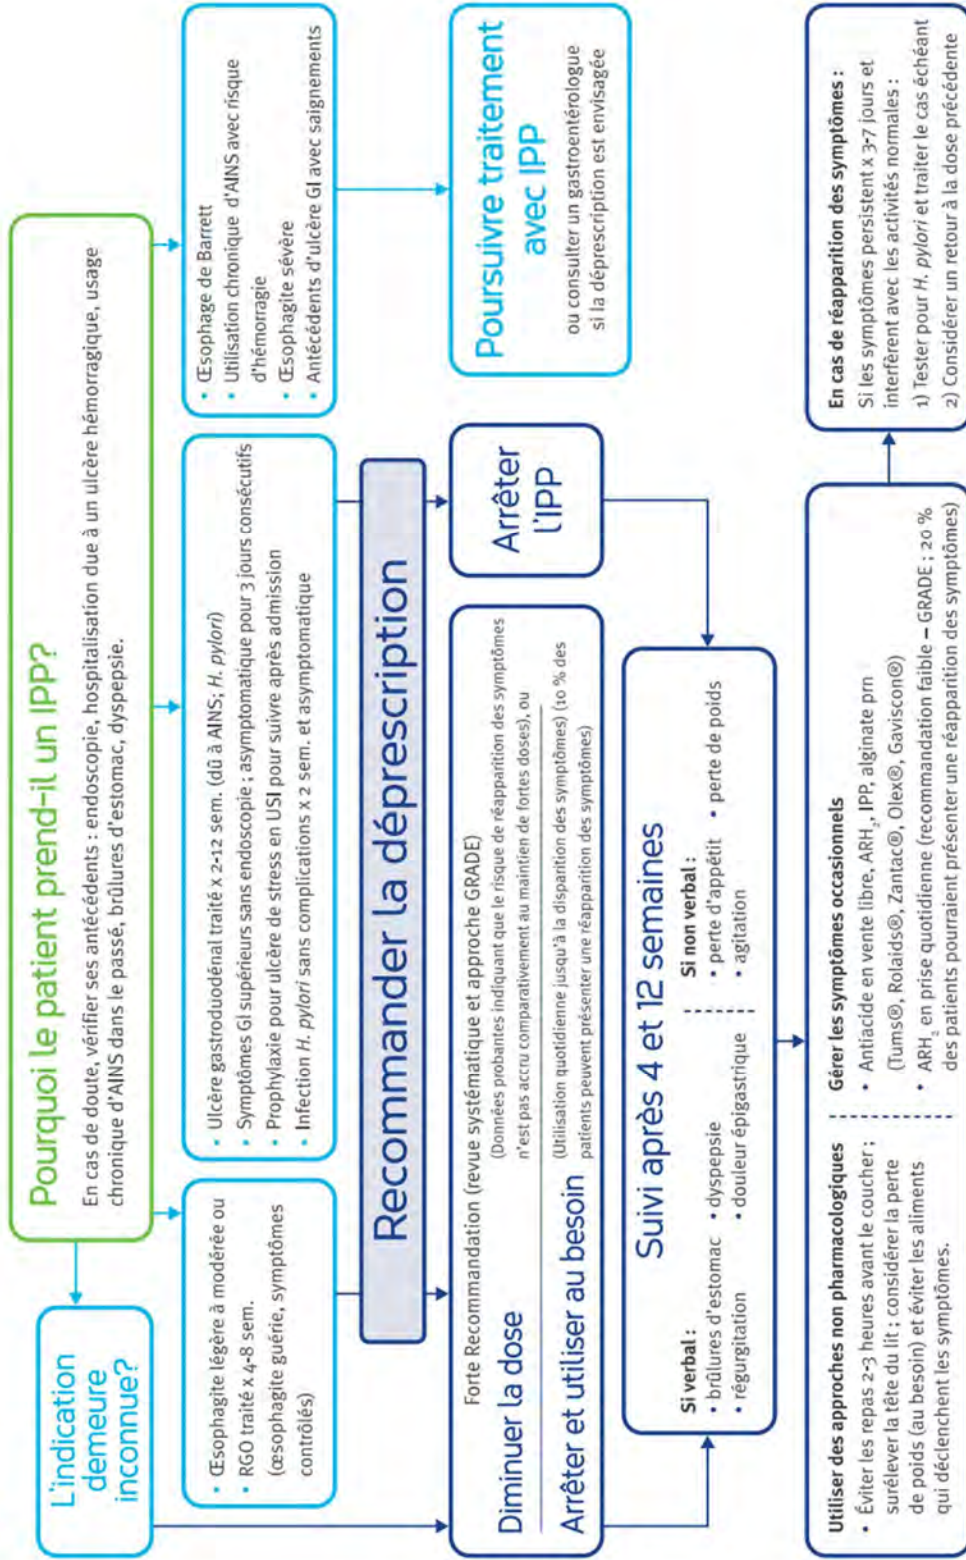 Pourquoi le patient prend-il un IPP?
En cas de doute, vérifier ses antécédents : endoscopie, hospitalisation due à un ulcère hémorragique, usage
chronique d'AINS dans le passé, brûlures d'estomac, dyspepsie.
L'indication
demeure
inconnue?
• Œsophagite légère à modérée ou
• RGO traité x 4-8 sem.
(œsophagite guérie, symptômes
contrôlés)
• Ulcère gastroduodénal traité x 2-12 sem. (dû à AINS; H. pylori)
• Symptômes GI supérieurs sans endoscopie ; asymptomatique pour 3 jours consécutifs
• Prophylaxie pour ulcère de stress en USI pour suivre après admission
• Infection H. pylori sans complications x 2 sem. et asymptomatique
• Œsophage de Barrett
• Utilisation chronique d'AINS avec risque
d'hémorragie
• Œsophagite sévère
• Antécédents d'ulcère GI avec saignements
Recommander la déprescription
Forte Recommandation (revue systématique et approche GRADE)
Diminuer la dose
(Données probantes indiquant que le risque de réapparition des symptômes
n'est pas accru comparativement au maintien de fortes doses), ou
Arrêter et utiliser au besoin
(Utilisation quotidienne jusqu'à la disparition des symptômes) (10 % des
patients peuvent présenter une réapparition des symptômes)
Arrêter
l'IPP
Poursuivre traitement
avec IPP
ou consulter un gastroentérologue
si la déprescription est envisagée
Suivi après 4 et 12 semaines
Si verbal :
• brûlures d'estomac • dyspepsie
• régurgitation • douleur épigastrique
Si non verbal :
• perte d'appétit • perte de poids
• agitation
Utiliser des approches non pharmacologiques
• Éviter les repas 2-3 heures avant le coucher ;
surélever la tête du lit ; considérer la perte
de poids (au besoin) et éviter les aliments
qui déclenchent les symptômes.
Gérer les symptômes occasionnels
• Antiacide en vente libre, ARH₂, IPP, alginate prn
(Tums®, Rolaids®, Zantac®, Olex®, Gaviscon®)
• ARH₂ en prise quotidienne (recommandation faible – GRADE ; 20 %
des patients pourraient présenter une réapparition des symptômes)
En cas de réapparition des symptômes :
Si les symptômes persistent x 3-7 jours et
interfèrent avec les activités normales :
1) Tester pour H. pylori et traiter le cas échéant
2) Considérer un retour à la dose précédente